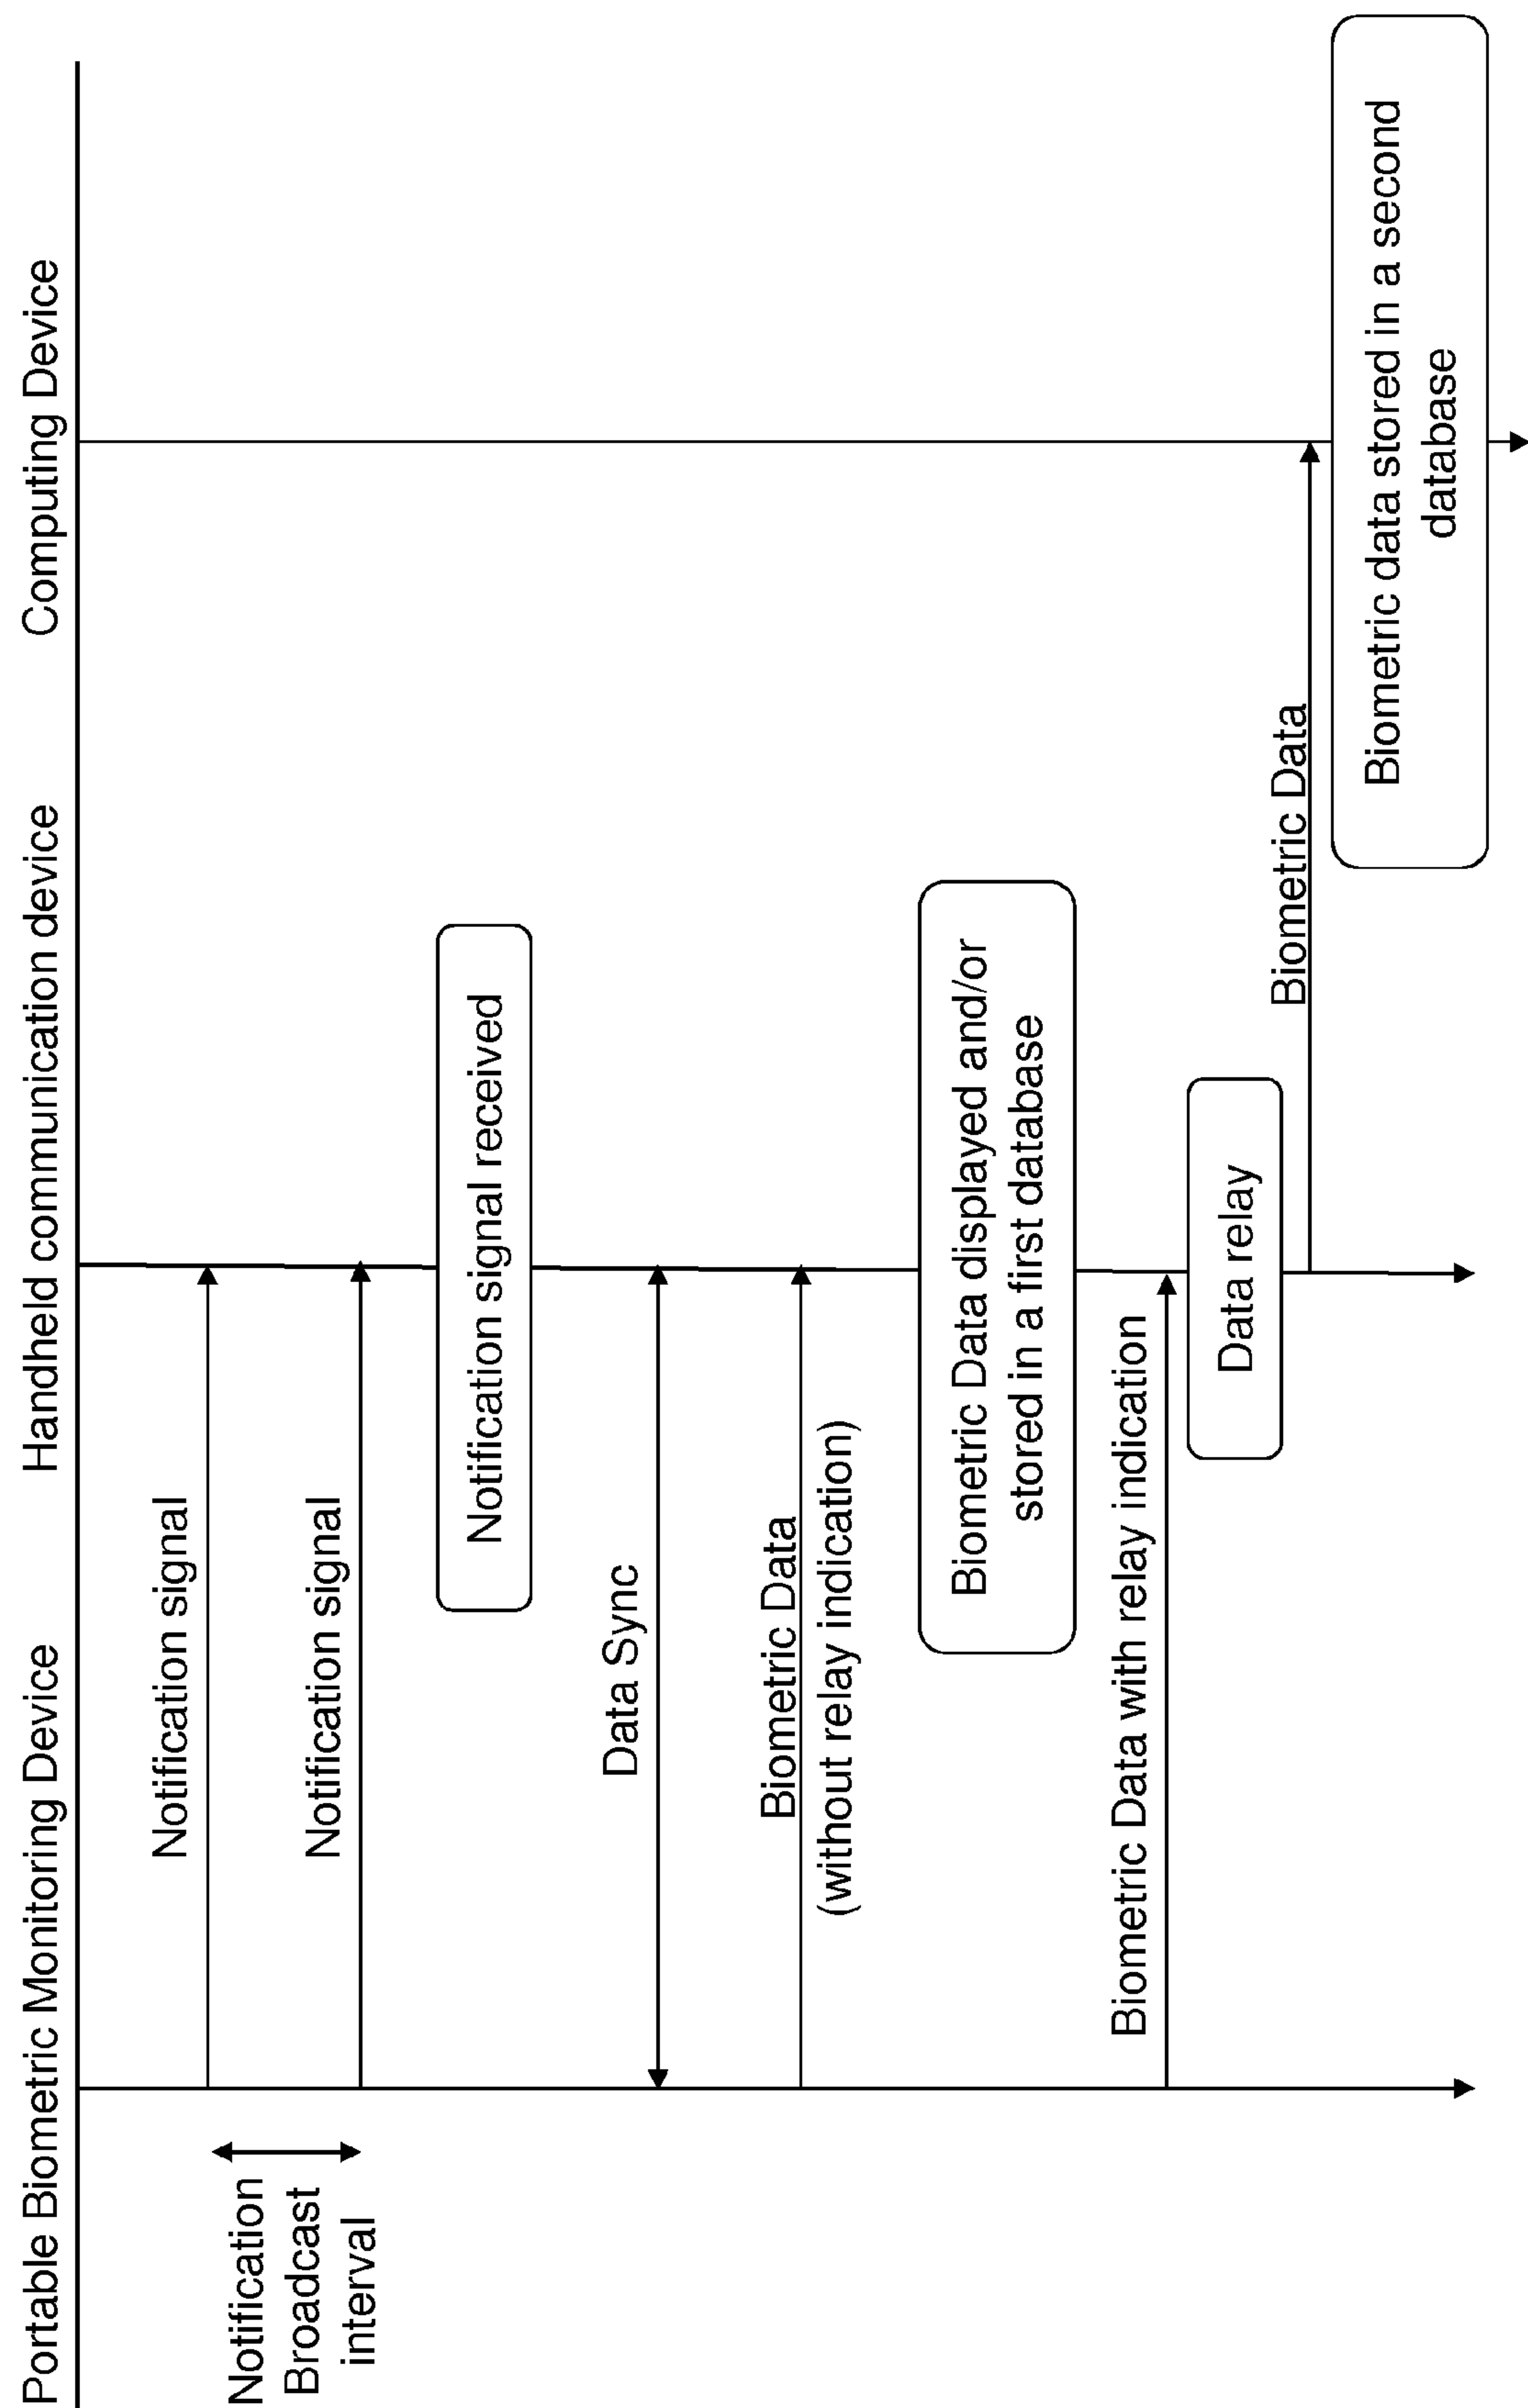 Portable Biometric Monitoring Device
Handheld communication device
Computing Device
Notification signal
Notification
Broadcast
interval
Notification signal
Notification signal received
Data Sync
Biometric Data
(without relay indication)
Biometric Data displayed and/or
stored in a first database
Biometric Data with relay indication
Data relay
Biometric Data
Biometric data stored in a second
database